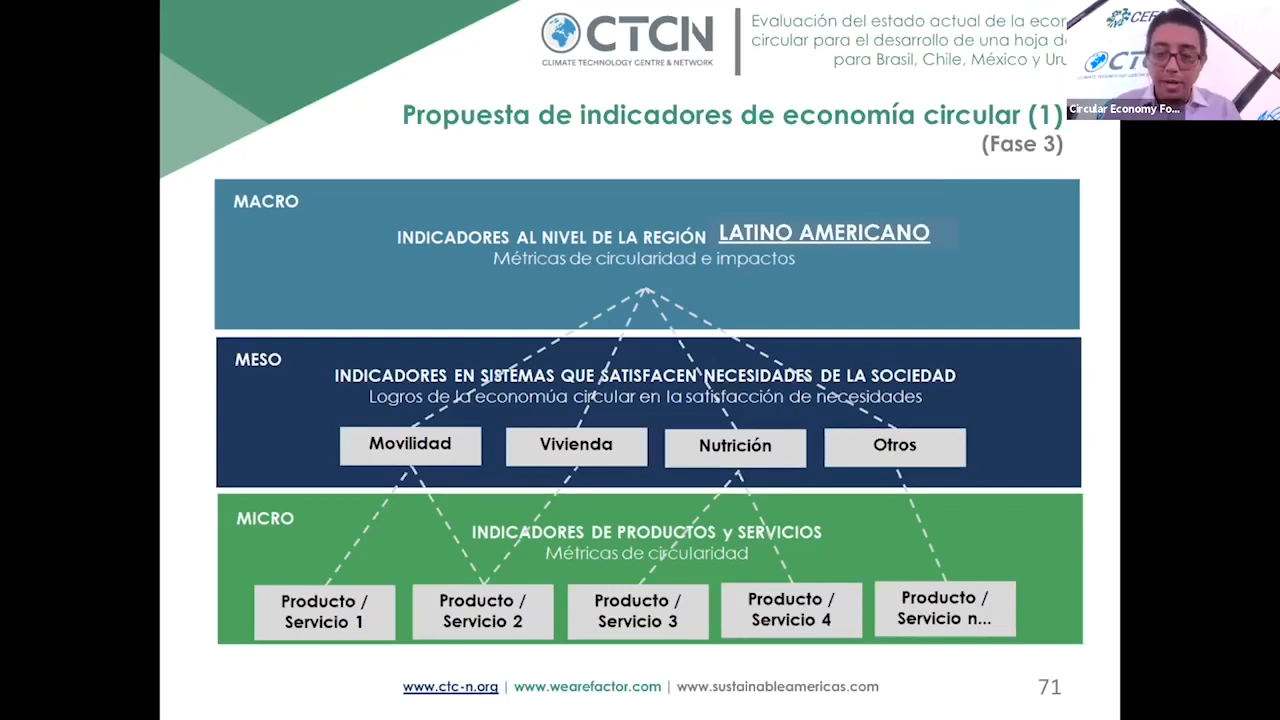 CTCN
CLIMATE TECHNOLOGY CENTRE & NETWORK
Evaluación del estado actual de la
circular para el desarrollo de una hoja
para Brasil, Chile, México y
CTC
Circular Economy Fo...
Propuesta de indicadores de economía circular (1)
(Fase 3)
MACRO
INDICADORES AL NIVEL DE LA REGIÓN LATINO AMERICANO
Métricas de circularidad e impactos
MESO
INDICADORES EN SISTEMAS QUE SATISFACEN NECESIDADES DE LA SOCIEDAD
Logros de la economúa circular en la satisfacción de necesidades
Movilidad
Vivienda
Nutrición
Otros
MICRO
INDICADORES DE PRODUCTOS y SERVICIOS
Métricas de circularidad
Producto /
Servicio 1
Producto /
Servicio 2
Producto /
Servicio 3
Producto /
Servicio 4
Producto /
Servicio n...
www.ctc-n.org | www.wearefactor.com | www.sustainableamericas.com
71